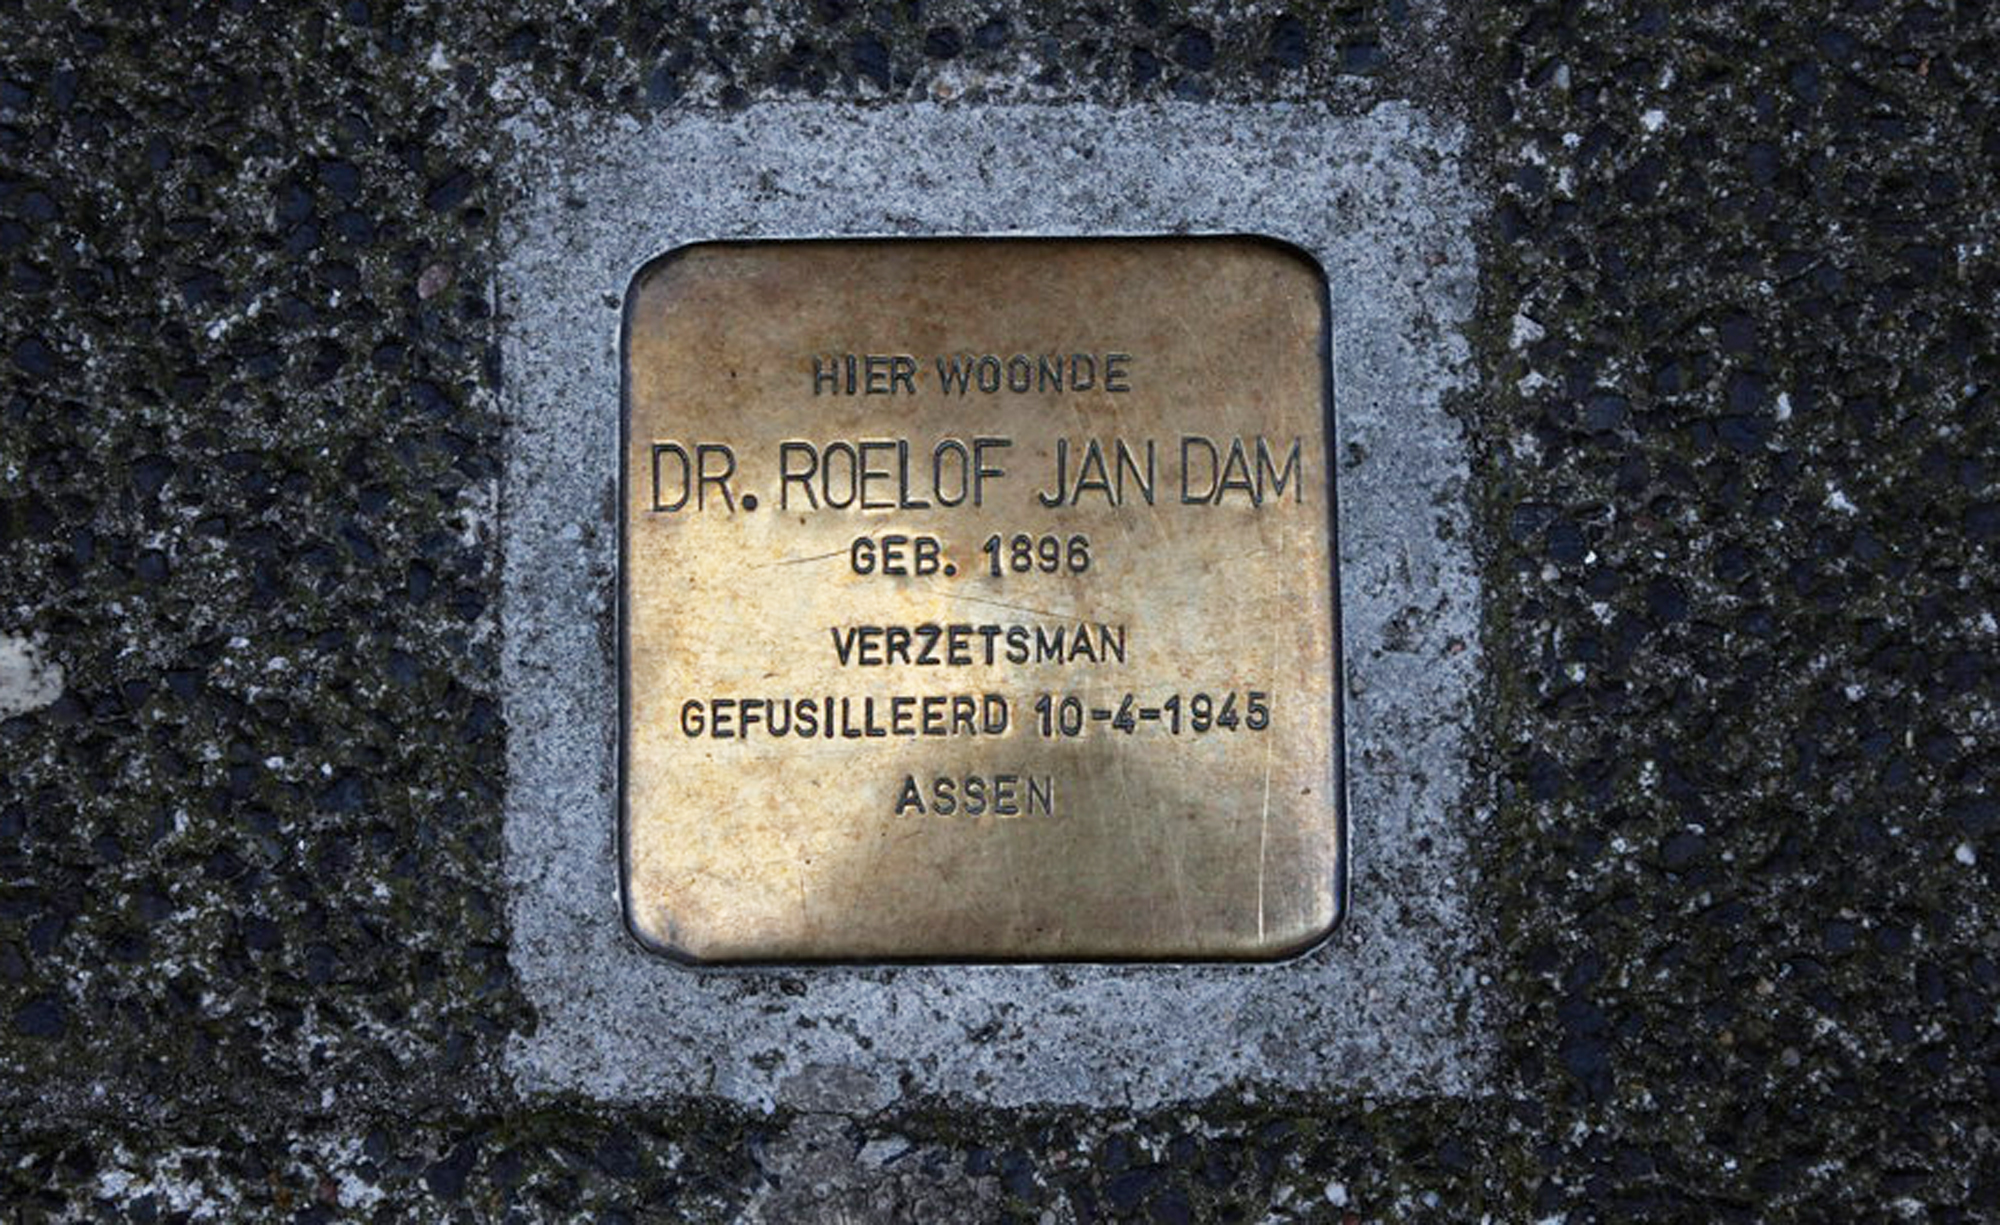 HIER WOONDE
DR. ROELOF JAN DAM
GEB. 1896
VERZETSMAN
GEFUSILLEERD 10-4-1945
ASSEN